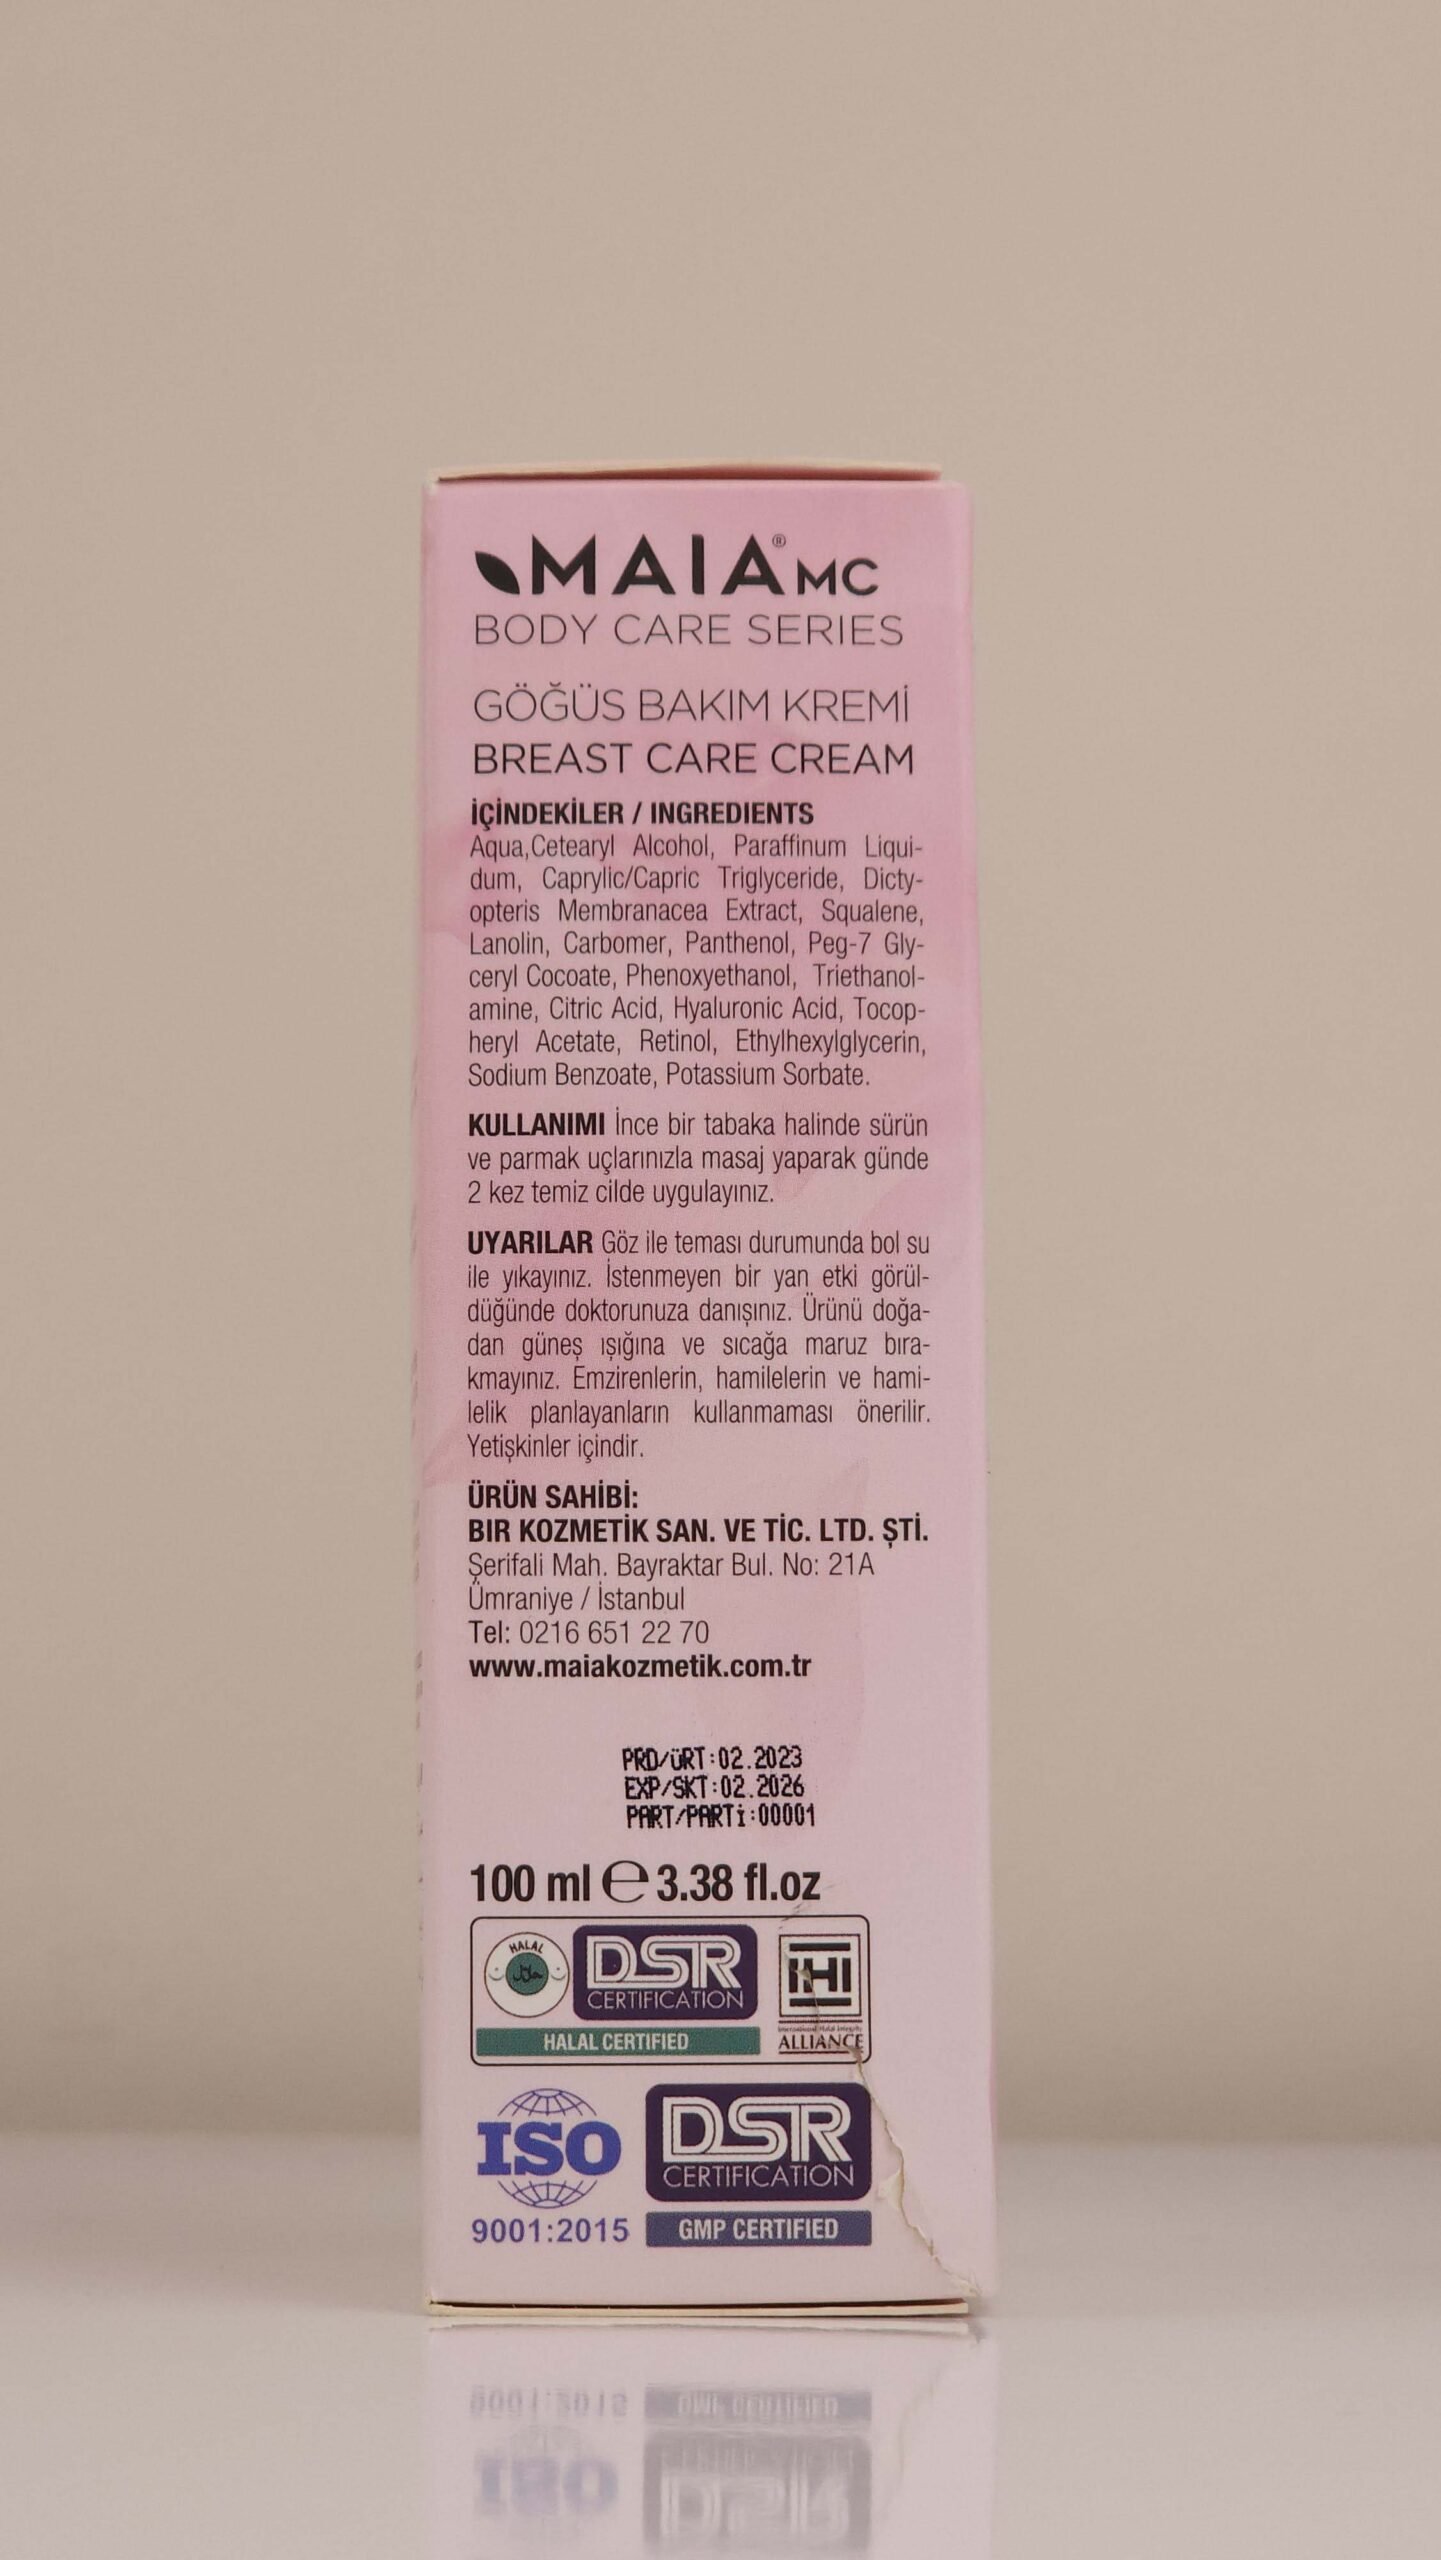 MAIA® MC
BODY CARE SERIES
GÖĞÜS BAKIM KREMİ
BREAST CARE CREAM
İÇİNDEKİLER / INGREDIENTS
Aqua,Cetearyl Alcohol, Paraffinum Liqui-
dum, Caprylic/Capric Triglyceride, Dicty-
opteris Membranacea Extract, Squalene,
Lanolin, Carbomer, Panthenol, Peg-7 Gly-
ceryl Cocoate, Phenoxyethanol, Triethanol-
amine, Citric Acid, Hyaluronic Acid, Tocop-
heryl Acetate, Retinol, Ethylhexylglycerin,
Sodium Benzoate, Potassium Sorbate.
KULLANIMI İnce bir tabaka halinde sürün
ve parmak uçlarınızla masaj yaparak günde
2 kez temiz cilde uygulayınız.
UYARILAR Göz ile teması durumunda bol su
ile yıkayınız. İstenmeyen bir yan etki görül-
düğünde doktorunuza danışınız. Ürünü doğa-
dan güneş ışığına ve sıcağa maruz bıra-
kmayınız. Emzirenlerin, hamilelerin ve hami-
lelik planlayanların kullanmaması önerilir.
Yetişkinler içindir.
ÜRÜN SAHİBİ:
BIR KOZMETİK SAN. VE TİC. LTD. ŞTİ.
Şerifali Mah. Bayraktar Bul. No: 21A
Ümraniye / İstanbul
Tel: 0216 651 22 70
www.maiakozmetik.com.tr
PRD/ÜRT:02.2023
EXP/SKT:02.2026
PART/PARTİ:00001
100 ml ℮ 3.38 fl.oz
HALAL
حلال
DSR
CERTIFICATION
HALAL CERTIFIED
IHI
International Halal Integrity
ALLIANCE
ISO
9001:2015
DSR
CERTIFICATION
GMP CERTIFIED